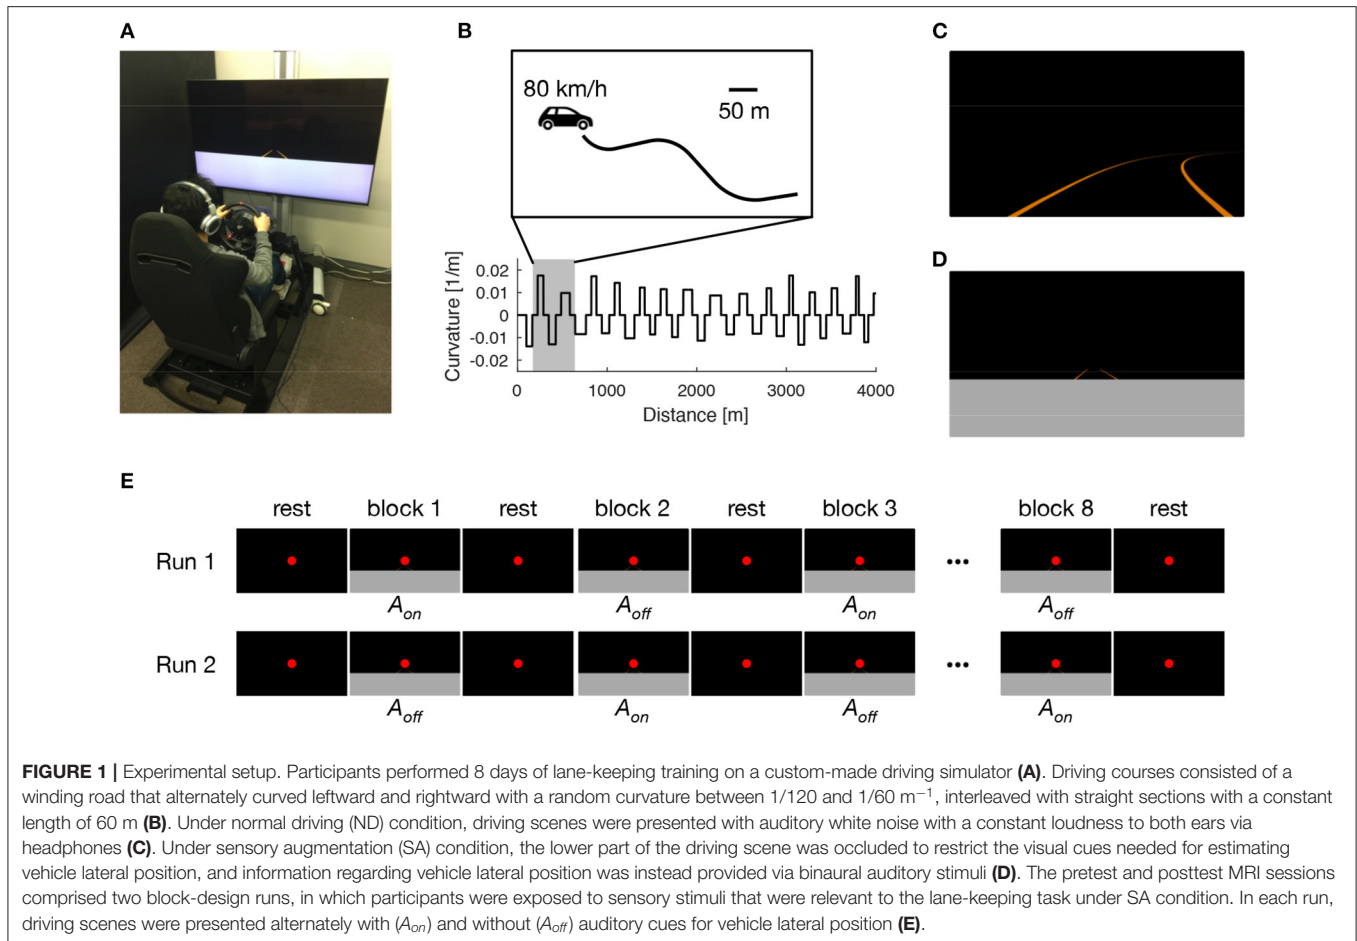 A
B
80 km/h
50 m
Curvature [1/m]
0.02
0.01
0
-0.01
-0.02
0
1000
2000
3000
4000
Distance [m]
C
D
E
rest block 1 rest block 2 rest block 3 block 8 rest
Run 1
•••
A_on A_off A_on A_off
Run 2
•••
A_off A_on A_off A_on
FIGURE 1 | Experimental setup. Participants performed 8 days of lane-keeping training on a custom-made driving simulator (A). Driving courses consisted of a
winding road that alternately curved leftward and rightward with a random curvature between 1/120 and 1/60 m⁻¹, interleaved with straight sections with a constant
length of 60 m (B). Under normal driving (ND) condition, driving scenes were presented with auditory white noise with a constant loudness to both ears via
headphones (C). Under sensory augmentation (SA) condition, the lower part of the driving scene was occluded to restrict the visual cues needed for estimating
vehicle lateral position, and information regarding vehicle lateral position was instead provided via binaural auditory stimuli (D). The pretest and posttest MRI sessions
comprised two block-design runs, in which participants were exposed to sensory stimuli that were relevant to the lane-keeping task under SA condition. In each run,
driving scenes were presented alternately with (A_on) and without (A_off) auditory cues for vehicle lateral position (E).